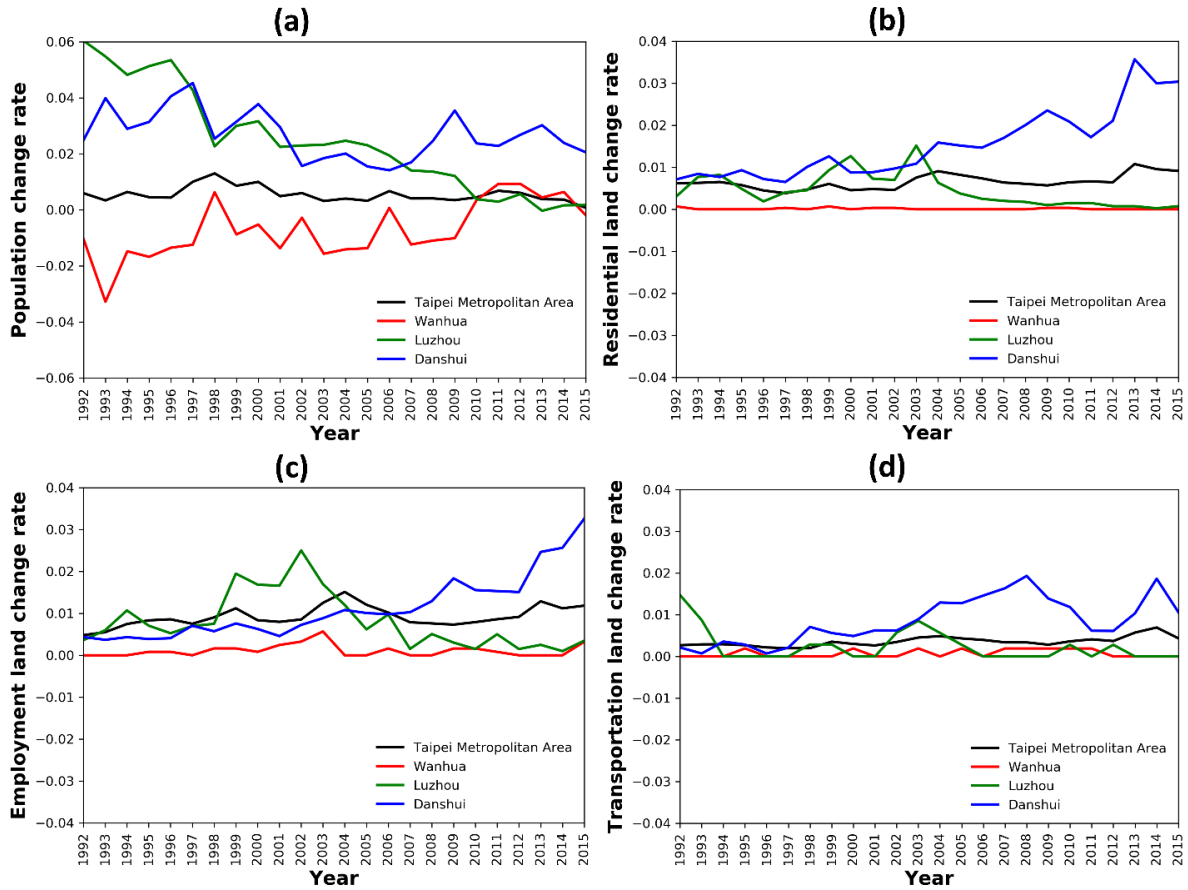 (a)
Population change rate
0.06
0.04
0.02
0.00
−0.02
−0.04
−0.06
Taipei Metropolitan Area
Wanhua
Luzhou
Danshui
1992 1993 1994 1995 1996 1997 1998 1999 2000 2001 2002 2003 2004 2005 2006 2007 2008 2009 2010 2011 2012 2013 2014 2015
Year
(b)
Residential land change rate
0.04
0.03
0.02
0.01
0.00
−0.01
−0.02
−0.03
−0.04
Taipei Metropolitan Area
Wanhua
Luzhou
Danshui
1992 1993 1994 1995 1996 1997 1998 1999 2000 2001 2002 2003 2004 2005 2006 2007 2008 2009 2010 2011 2012 2013 2014 2015
Year
(c)
Employment land change rate
0.04
0.03
0.02
0.01
0.00
−0.01
−0.02
−0.03
−0.04
Taipei Metropolitan Area
Wanhua
Luzhou
Danshui
1992 1993 1994 1995 1996 1997 1998 1999 2000 2001 2002 2003 2004 2005 2006 2007 2008 2009 2010 2011 2012 2013 2014 2015
Year
(d)
Transportation land change rate
0.04
0.03
0.02
0.01
0.00
−0.01
−0.02
−0.03
−0.04
Taipei Metropolitan Area
Wanhua
Luzhou
Danshui
1992 1993 1994 1995 1996 1997 1998 1999 2000 2001 2002 2003 2004 2005 2006 2007 2008 2009 2010 2011 2012 2013 2014 2015
Year